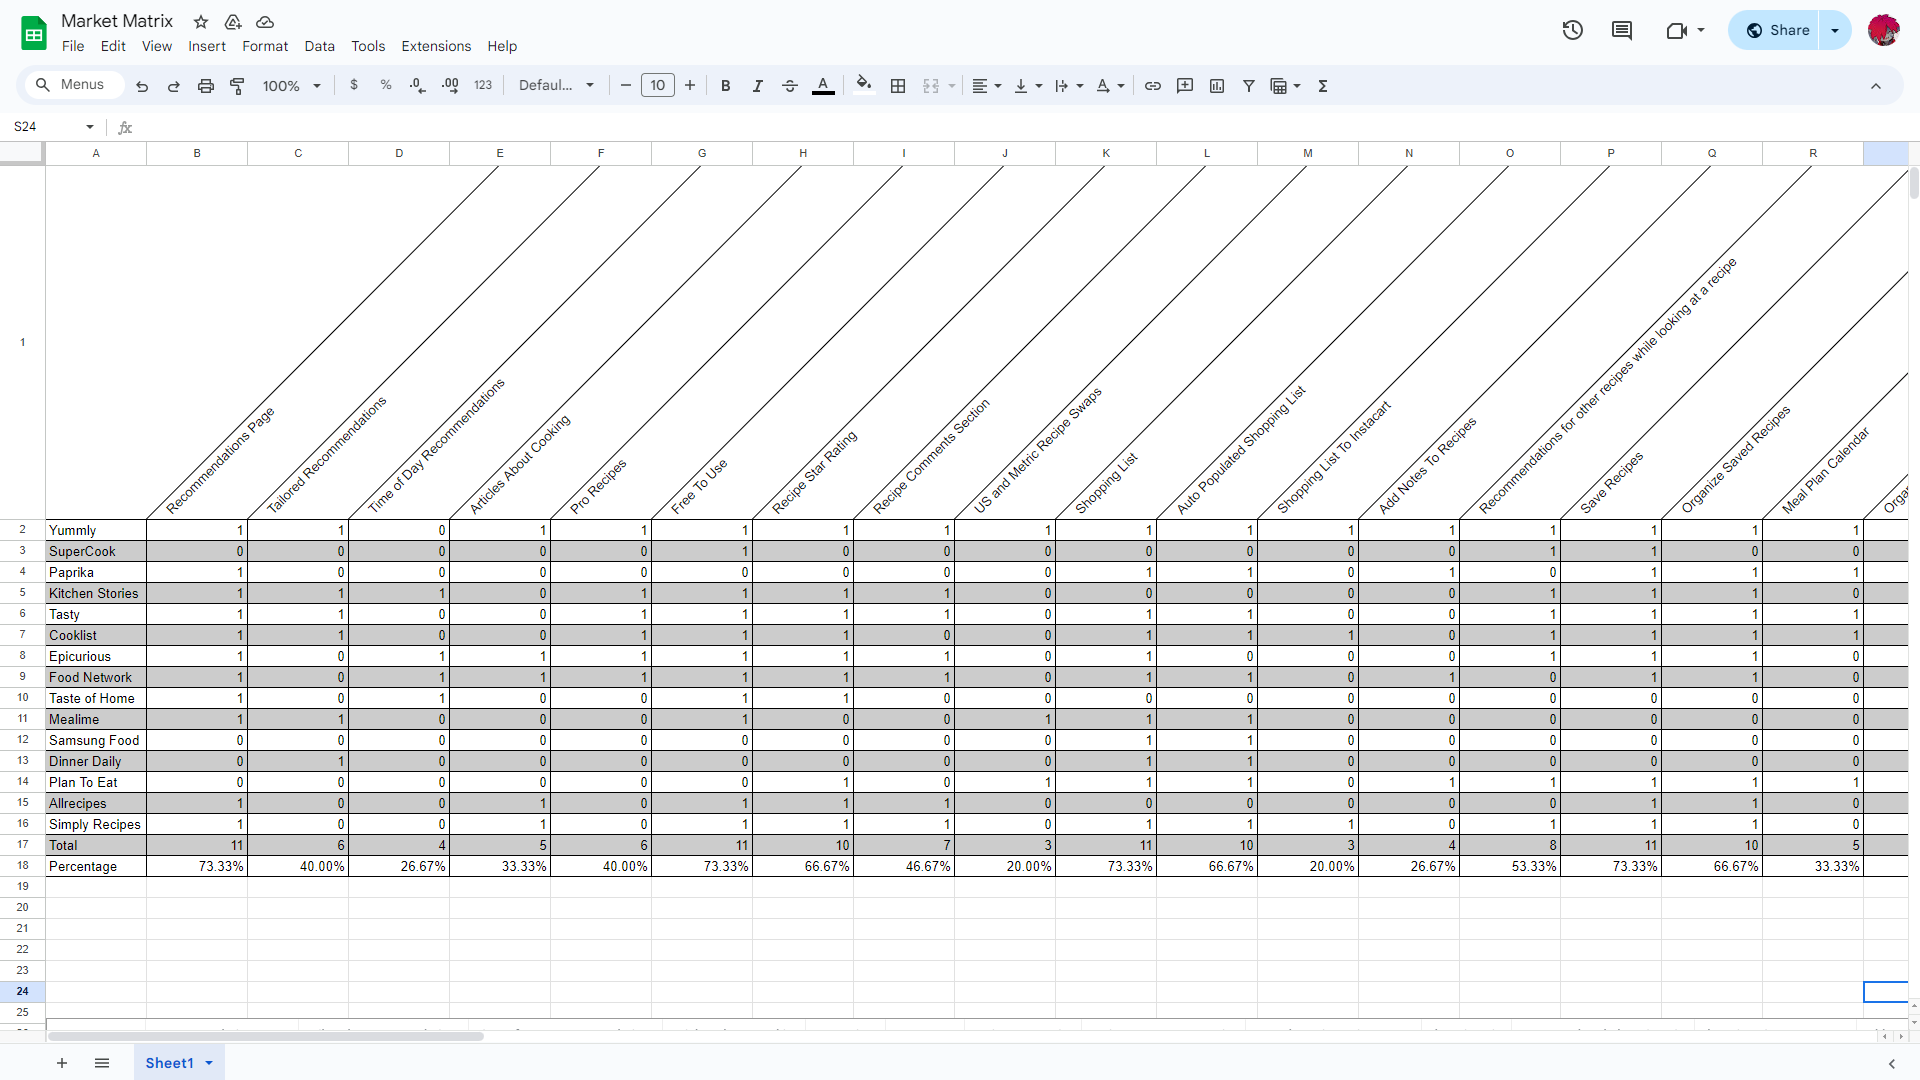 Market Matrix
File Edit View Insert Format Data Tools Extensions Help
Share
Menus 100% $ % .0 .00 123 Defaul... 10 B I A
S24 fx
A B C D E F G H I J K L M N O P Q R
1 Recommendations Page
Tailored Recommendations
Time of Day Recommendations
Articles About Cooking
Pro Recipes
Free To Use
Recipe Star Rating
Recipe Comments Section
US and Metric Recipe Swaps
Shopping List
Auto Populated Shopping List
Shopping List To Instacart
Add Notes To Recipes
Recommendations for other recipes while looking at a recipe
Save Recipes
Organize Saved Recipes
Meal Plan Calendar
Orga
2 Yummly 1 1 0 1 1 1 1 1 1 1 1 1 1 1 1 1 1
3 SuperCook 0 0 0 0 0 1 0 0 0 0 0 0 0 1 1 0 0
4 Paprika 1 0 0 0 0 0 0 0 0 1 1 0 1 0 1 1 1
5 Kitchen Stories 1 1 1 0 1 1 1 1 0 0 0 0 0 1 1 1 0
6 Tasty 1 1 0 0 1 1 1 1 0 1 1 0 0 1 1 1 1
7 Cooklist 1 1 0 0 1 1 1 0 0 1 1 1 0 1 1 1 1
8 Epicurious 1 0 1 1 1 1 1 1 0 1 0 0 0 1 1 1 0
9 Food Network 1 0 1 1 1 1 1 1 0 1 1 0 1 0 1 1 0
10 Taste of Home 1 0 1 0 0 1 1 0 0 0 0 0 0 0 0 0 0
11 Mealime 1 1 0 0 0 1 0 0 1 1 1 0 0 0 0 0 0
12 Samsung Food 0 0 0 0 0 0 0 0 0 1 1 0 0 0 0 0 0
13 Dinner Daily 0 1 0 0 0 0 0 0 0 1 1 0 0 0 0 0 0
14 Plan To Eat 0 0 0 0 0 0 1 0 1 1 1 0 1 1 1 1 1
15 Allrecipes 1 0 0 1 0 1 1 1 0 0 0 0 0 0 1 1 0
16 Simply Recipes 1 0 0 1 0 1 1 1 0 1 1 1 0 1 1 1 0
17 Total 11 6 4 5 6 11 10 7 3 11 10 3 4 8 11 10 5
18 Percentage 73.33% 40.00% 26.67% 33.33% 40.00% 73.33% 66.67% 46.67% 20.00% 73.33% 66.67% 20.00% 26.67% 53.33% 73.33% 66.67% 33.33%
19
20
21
22
23
24
25
Sheet1